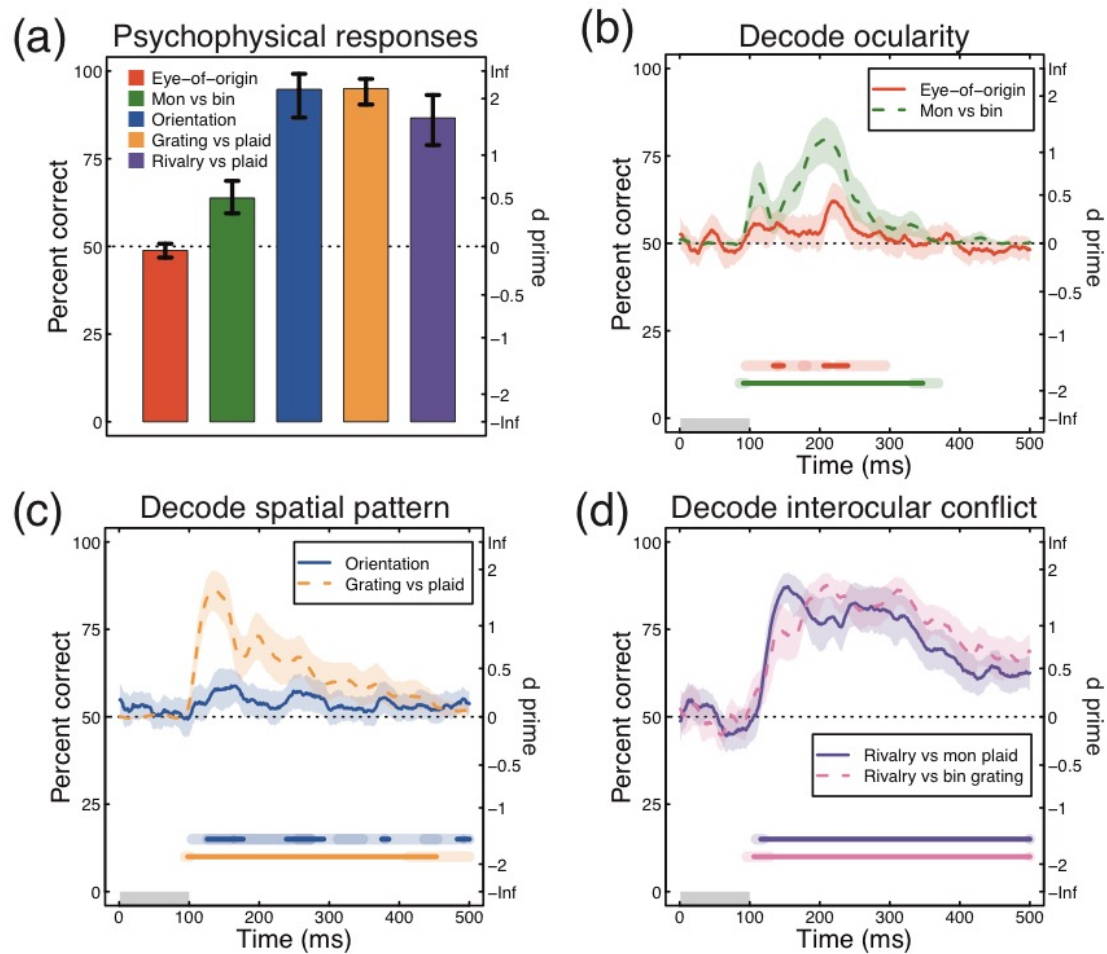 (a)
Psychophysical responses
Eye−of−origin
Mon vs bin
Orientation
Grating vs plaid
Rivalry vs plaid
100
75
50
25
0
Percent correct
Inf
2
1
0.5
0
−0.5
−1
−2
−Inf
d prime
(b)
Decode ocularity
Eye−of−origin
Mon vs bin
100
75
50
25
0
Percent correct
Inf
2
1
0.5
0
−0.5
−1
−2
−Inf
d prime
0 100 200 300 400 500
Time (ms)
(c)
Decode spatial pattern
Orientation
Grating vs plaid
100
75
50
25
0
Percent correct
Inf
2
1
0.5
0
−0.5
−1
−2
−Inf
d prime
0 100 200 300 400 500
Time (ms)
(d)
Decode interocular conflict
Rivalry vs mon plaid
Rivalry vs bin grating
100
75
50
25
0
Percent correct
Inf
2
1
0.5
0
−0.5
−1
−2
−Inf
d prime
0 100 200 300 400 500
Time (ms)